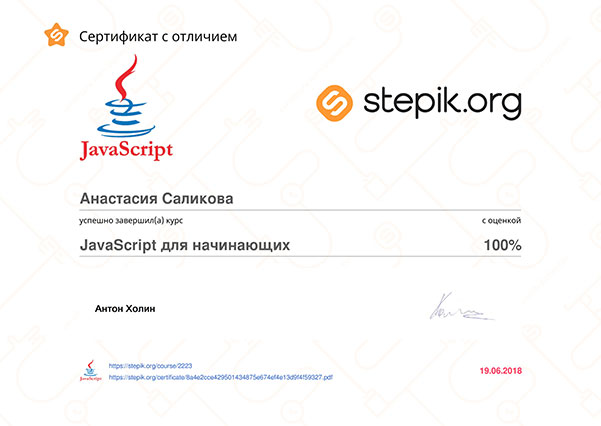 Сертификат с отличием
JavaScript
stepik.org
Анастасия Саликова
успешно завершил(а) курс
с оценкой
JavaScript для начинающих
100%
Антон Холин
JavaScript
https://stepik.org/course/2223
https://stepik.org/certificate/8a4e2cce429501434875e674ef4e13d9f4f59327.pdf
19.06.2018